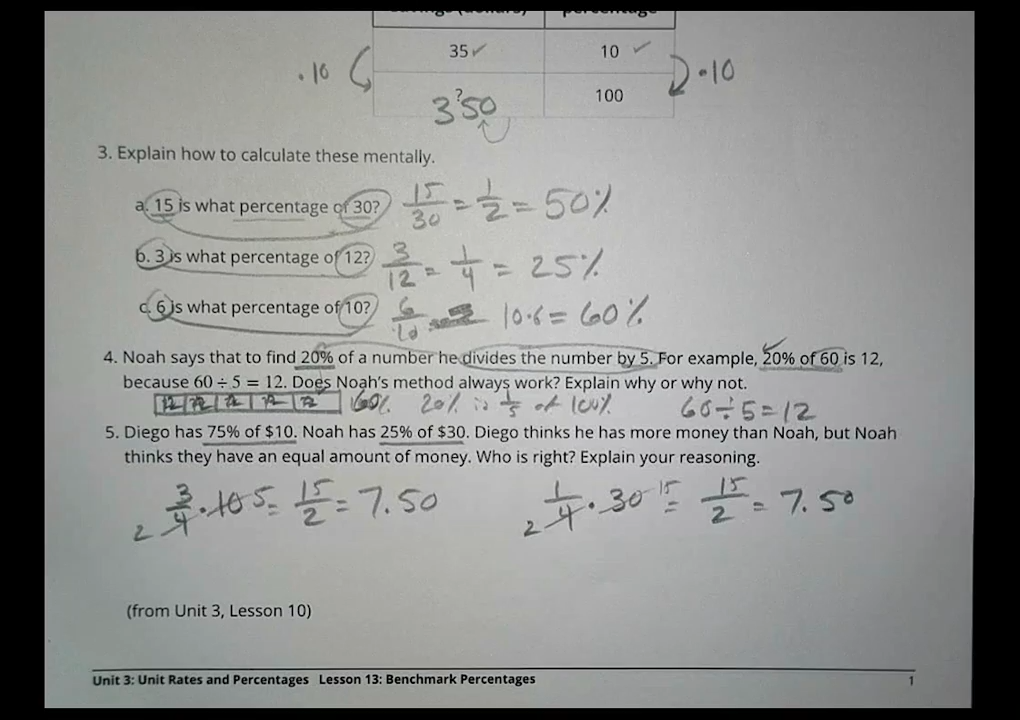 savings (dollars) percentage
35 ✓ 10 ✓
.10 .10
? 100
350
3. Explain how to calculate these mentally.
a. 15 is what percentage of 30? 15/30 = 1/2 = 50%
b. 3 is what percentage of 12? 3/12 = 1/4 = 25%
c. 6 is what percentage of 10? 6/10 10.6 = 60%
4. Noah says that to find 20% of a number he divides the number by 5. For example, 20% of 60 is 12,
because 60 ÷ 5 = 12. Does Noah's method always work? Explain why or why not.
12 12 12 12 12 20% is 1/5 of 100% 60÷5=12
5. Diego has 75% of $10. Noah has 25% of $30. Diego thinks he has more money than Noah, but Noah
thinks they have an equal amount of money. Who is right? Explain your reasoning.
2 3/4 . 10 5 = 15/2 = 7.50 2 1/4 . 30 15 = 15/2 = 7.50
(from Unit 3, Lesson 10)
Unit 3: Unit Rates and Percentages Lesson 13: Benchmark Percentages 1